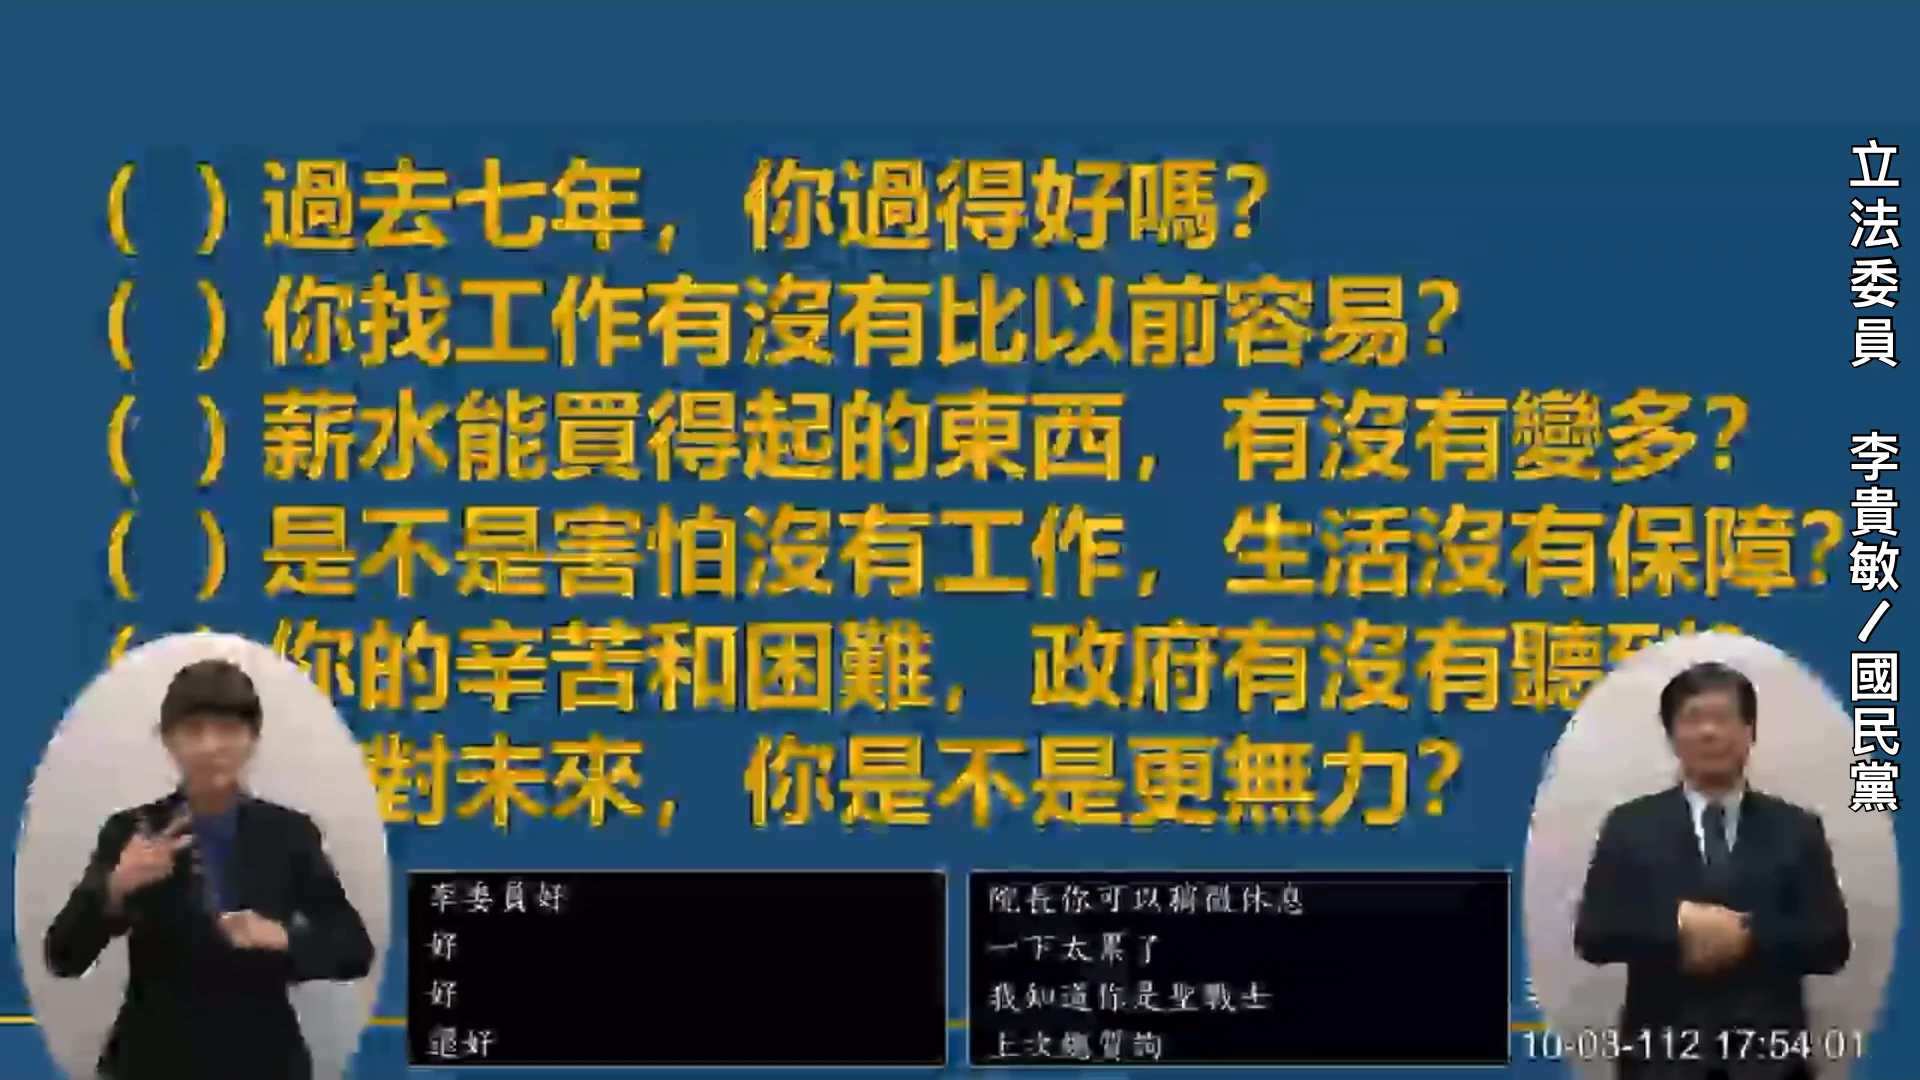 ( ) 過去七年，你過得好嗎?
( ) 你找工作有沒有比以前容易?
( ) 薪水能買得起的東西，有沒有變多?
( ) 是不是害怕沒有工作，生活沒有保障?
你的辛苦和困難，政府有沒有聽到
對未來，你是不是更無力?
立法委員 李貴敏/國民黨
李委員好
好
好
還好
院長你可以稍微休息
一下太累了
我知道你是聖戰士
上次總質詢
10-03-112 17:54:01